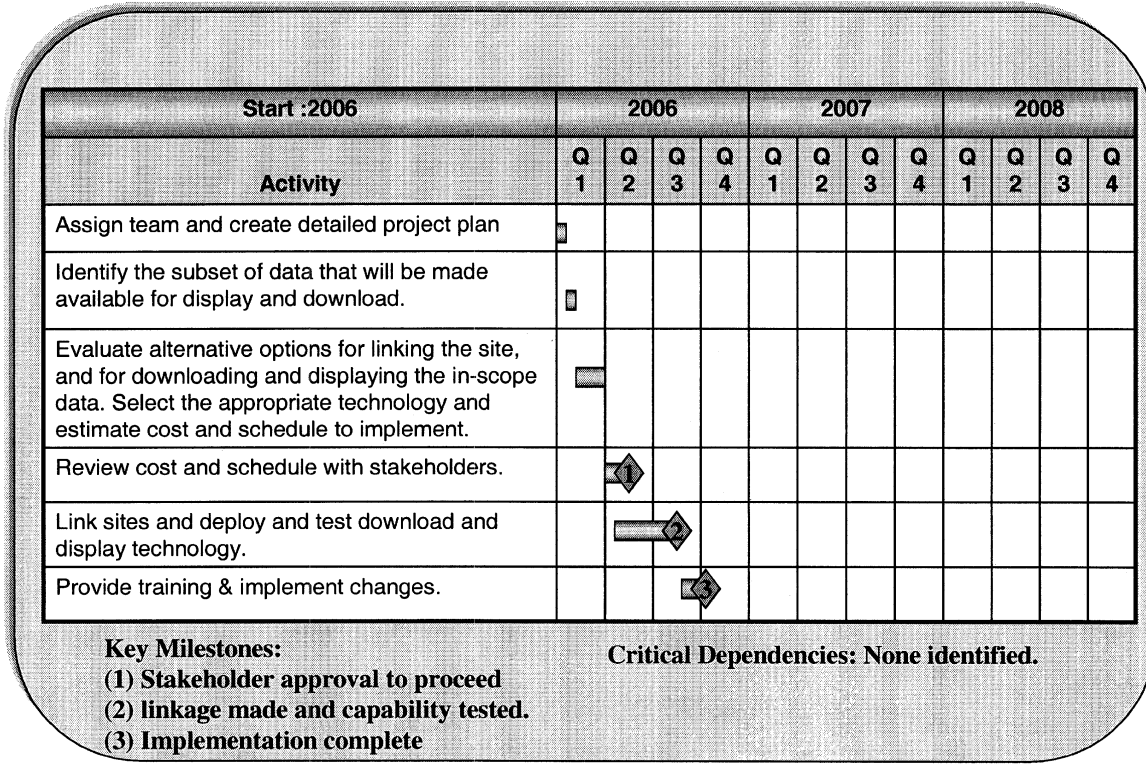 Start :2006 2006 2007 2008
Activity Q 1 Q 2 Q 3 Q 4 Q 1 Q 2 Q 3 Q 4 Q 1 Q 2 Q 3 Q 4
Assign team and create detailed project plan
Identify the subset of data that will be made
available for display and download.
Evaluate alternative options for linking the site,
and for downloading and displaying the in-scope
data. Select the appropriate technology and
estimate cost and schedule to implement.
Review cost and schedule with stakeholders.
1
Link sites and deploy and test download and
display technology.
2
Provide training & implement changes.
3
Key Milestones:
(1) Stakeholder approval to proceed
(2) linkage made and capability tested.
(3) Implementation complete
Critical Dependencies: None identified.